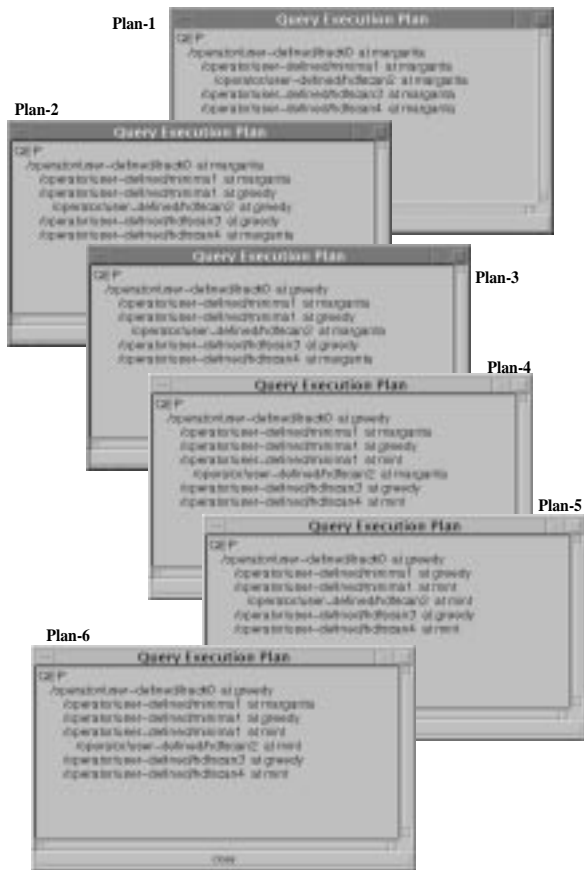 Plan-1
Query Execution Plan
QEP
/operator/user-defined/track0 at margarita
/operator/user-defined/minima1 at margarita
/operator/user-defined/hdfscan2 at margarita
/operator/user-defined/hdfscan3 at margarita
/operator/user-defined/hdfscan4 at margarita
Plan-2
Query Execution Plan
QEP
/operator/user-defined/track0 at margarita
/operator/user-defined/minima1 at margarita
/operator/user-defined/minima1 at greedy
/operator/user-defined/hdfscan2 at greedy
/operator/user-defined/hdfscan3 at greedy
/operator/user-defined/hdfscan4 at margarita
Query Execution Plan
Plan-3
QEP
/operator/user-defined/track0 at greedy
/operator/user-defined/minima1 at margarita
/operator/user-defined/minima1 at greedy
/operator/user-defined/hdfscan2 at margarita
/operator/user-defined/hdfscan3 at greedy
/operator/user-defined/hdfscan4 at margarita
Plan-4
Query Execution Plan
QEP
/operator/user-defined/track0 at greedy
/operator/user-defined/minima1 at margarita
/operator/user-defined/minima1 at greedy
/operator/user-defined/minima1 at mint
/operator/user-defined/hdfscan2 at margarita
/operator/user-defined/hdfscan3 at greedy
/operator/user-defined/hdfscan4 at mint
Plan-5
Query Execution Plan
QEP
/operator/user-defined/track0 at greedy
/operator/user-defined/minima1 at greedy
/operator/user-defined/minima1 at mint
/operator/user-defined/hdfscan2 at mint
/operator/user-defined/hdfscan3 at greedy
/operator/user-defined/hdfscan4 at mint
Plan-6
Query Execution Plan
QEP
/operator/user-defined/track0 at greedy
/operator/user-defined/minima1 at margarita
/operator/user-defined/minima1 at greedy
/operator/user-defined/minima1 at mint
/operator/user-defined/hdfscan2 at mint
/operator/user-defined/hdfscan3 at greedy
/operator/user-defined/hdfscan4 at mint